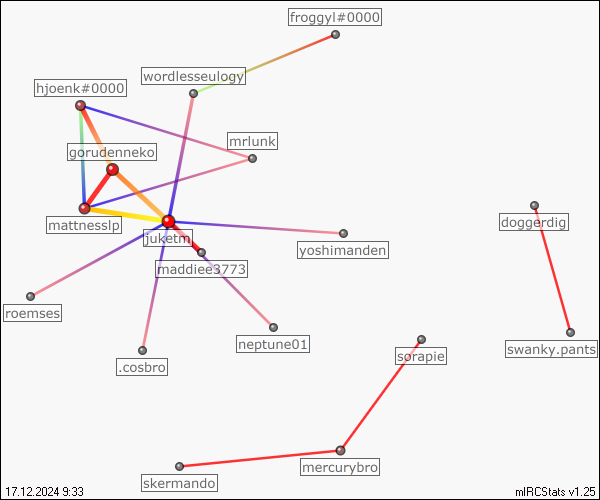 froggyl#0000
wordlesseulogy
hjoenk#0000
mrlunk
gorudenneko
mattnesslp
juketm
doggerdig
yoshimanden
maddiee3773
roemses
neptune01
swanky.pants
sorapie
.cosbro
mercurybro
skermando
17.12.2024 9:33
mIRCStats v1.25